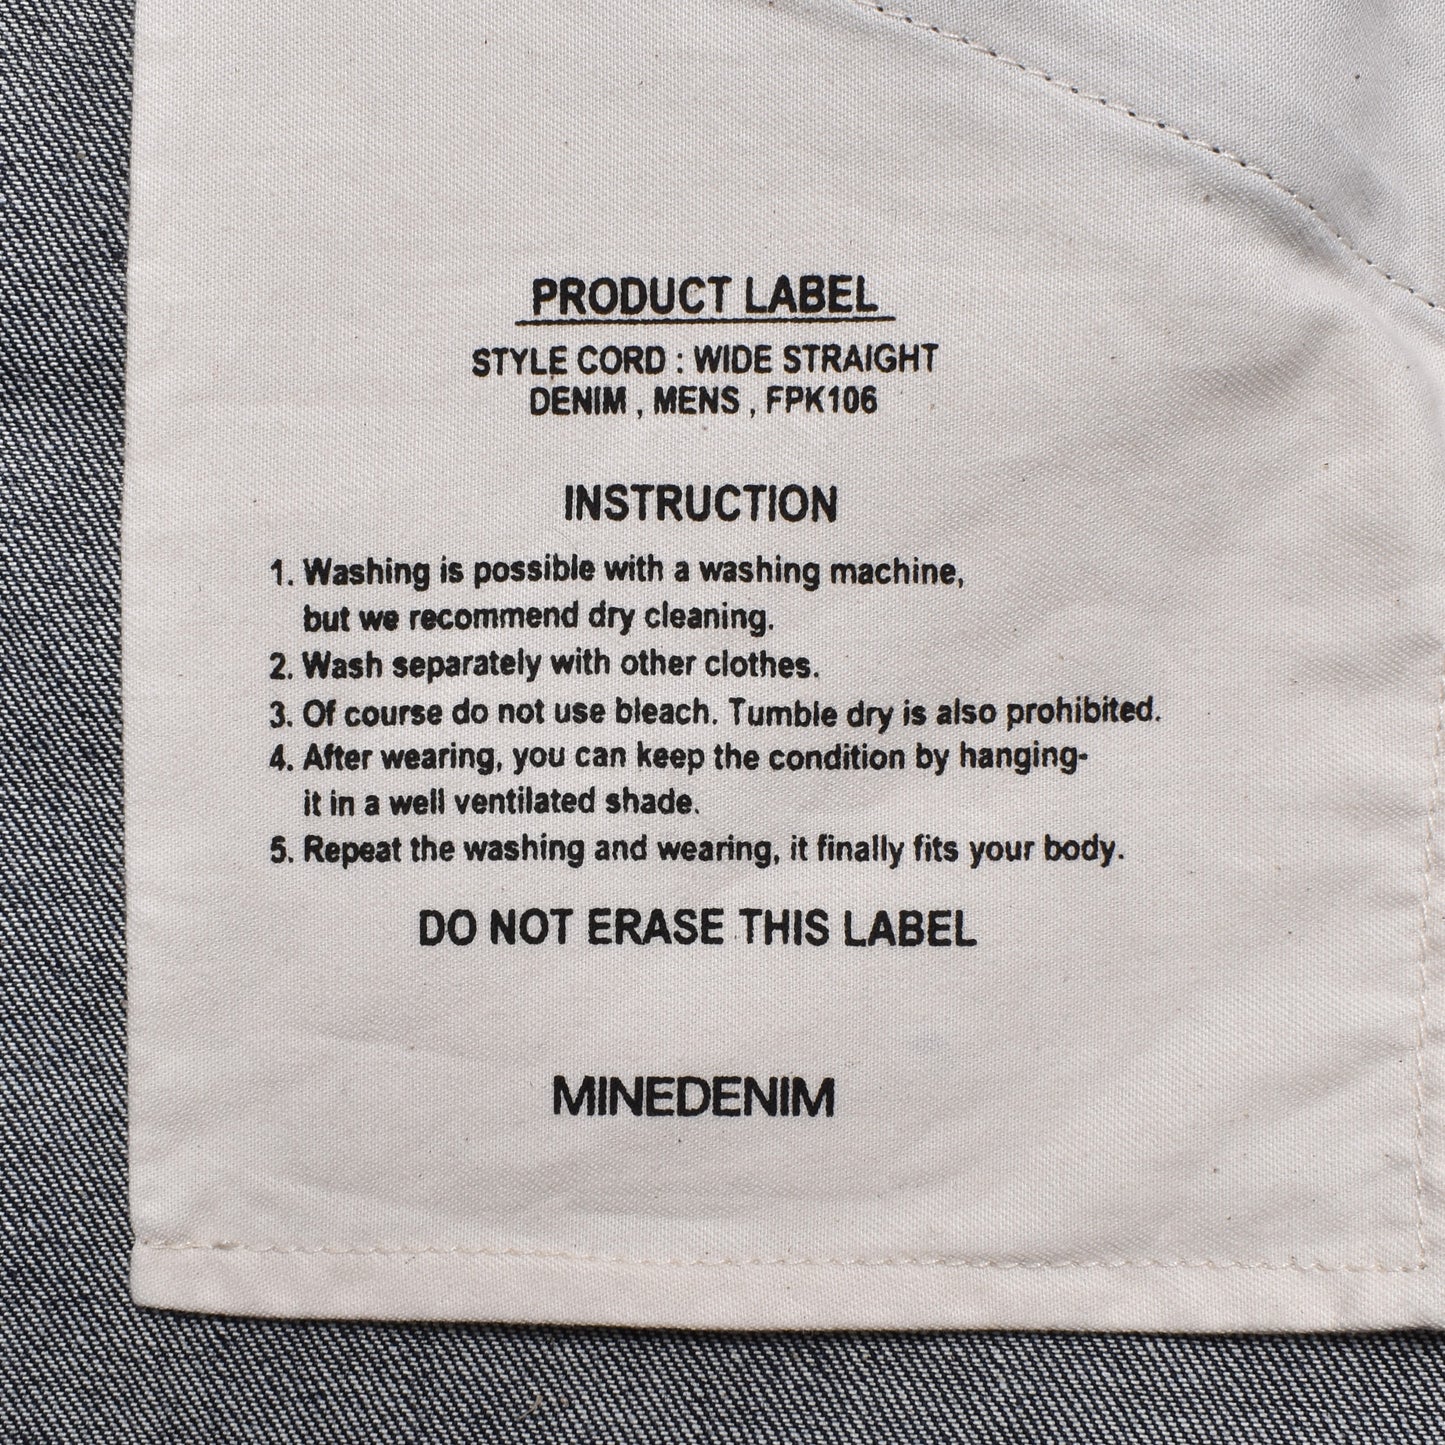 PRODUCT LABEL
STYLE CORD : WIDE STRAIGHT
DENIM , MENS , FPK106
INSTRUCTION
1. Washing is possible with a washing machine,
but we recommend dry cleaning.
2. Wash separately with other clothes.
3. Of course do not use bleach. Tumble dry is also prohibited.
4. After wearing, you can keep the condition by hanging-
it in a well ventilated shade.
5. Repeat the washing and wearing, it finally fits your body.
DO NOT ERASE THIS LABEL
MINEDENIM